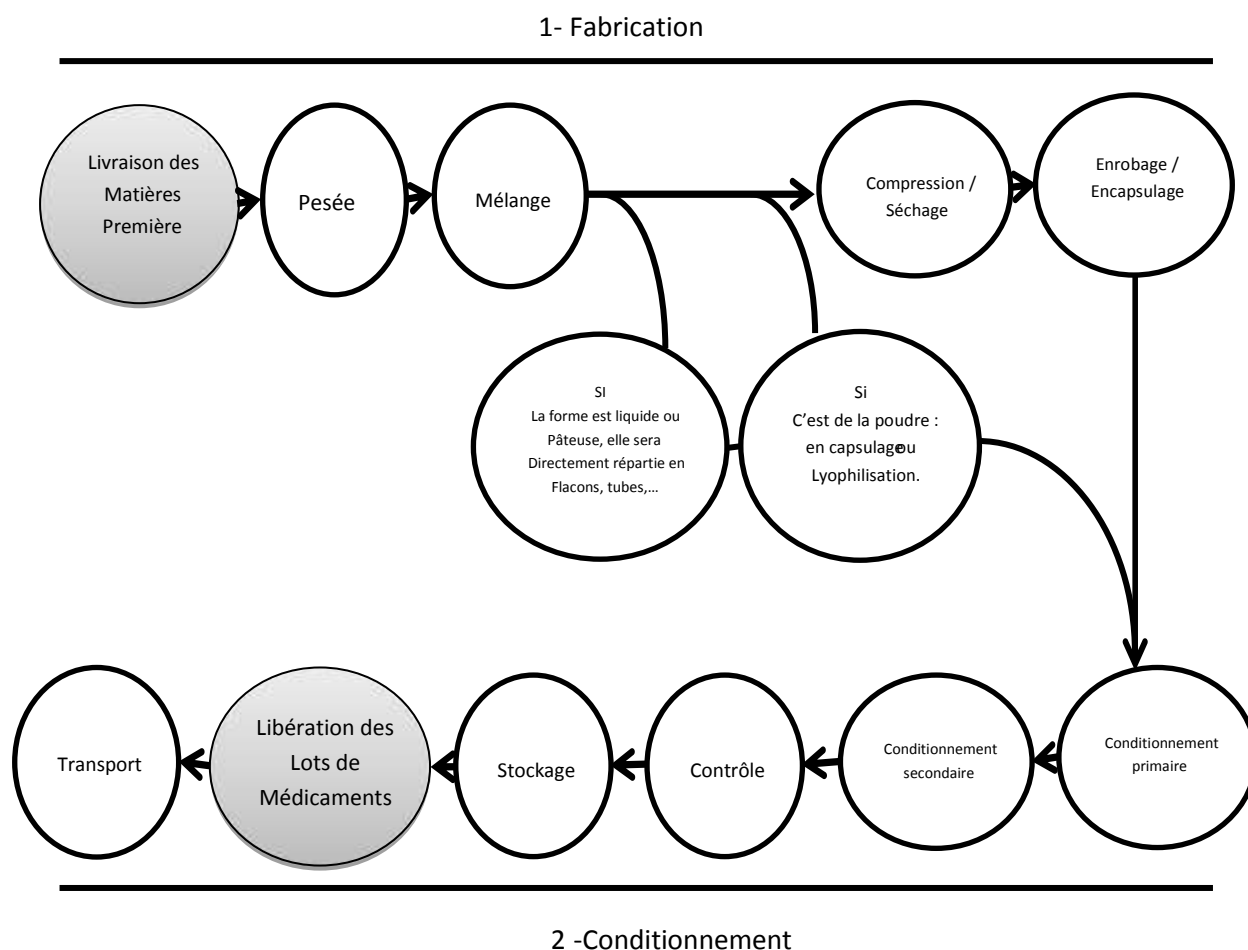 1- Fabrication
Livraison des
Matières
Première
Pesée
Mélange
Compression /
Séchage
Enrobage /
Encapsulage
SI
La forme est liquide ou
Pâteuse, elle sera
Directement répartie en
Flacons, tubes,...
Si
C'est de la poudre :
en capsulage ou
Lyophilisation.
Transport
Libération des
Lots de
Médicaments
Stockage
Contrôle
Conditionnement
secondaire
Conditionnement
primaire
2 -Conditionnement